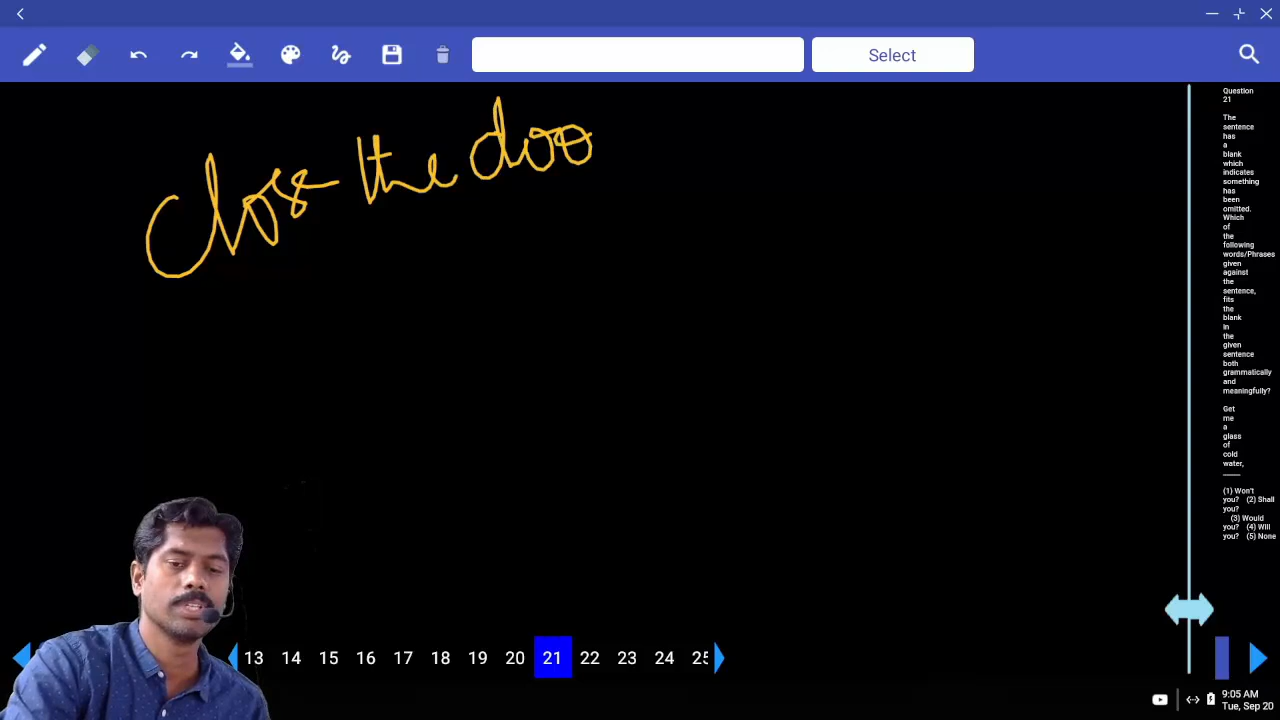 Select
Close the doo
Question
21
The
sentence
has
a
blank
which
indicates
something
has
been
omitted.
Which
of
the
following
words/Phrases
given
against
the
sentence,
fits
the
blank
in
the
given
sentence
both
grammatically
and
meaningfully?
Get
me
a
glass
of
cold
water,
____
(1) Won't
you? (2) Shall
you?
(3) Would
you? (4) Will
you? (5) None
13 14 15 16 17 18 19 20 21 22 23 24 25
9:05 AM
Tue, Sep 20